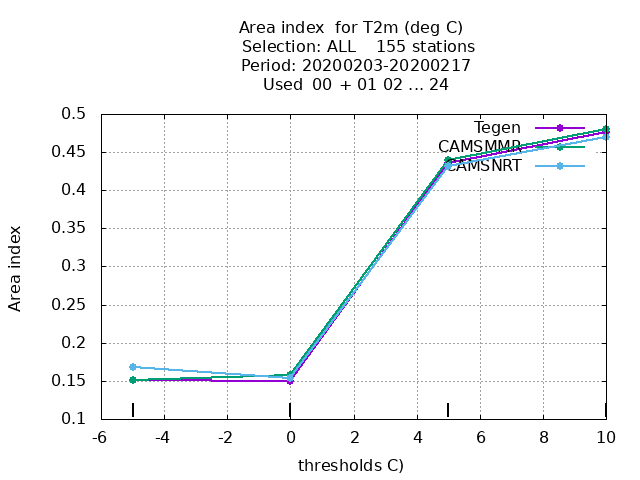 Area index  for T2m (deg C)
Selection: ALL    155 stations
Period: 20200203-20200217
Used  00 + 01 02 ... 24
0.5
0.45
0.4
0.35
0.3
0.25
0.2
0.15
0.1
Area index
Tegen
CAMSMMR
CAMSNRT
-6 -4 -2 0 2 4 6 8 10
thresholds C)